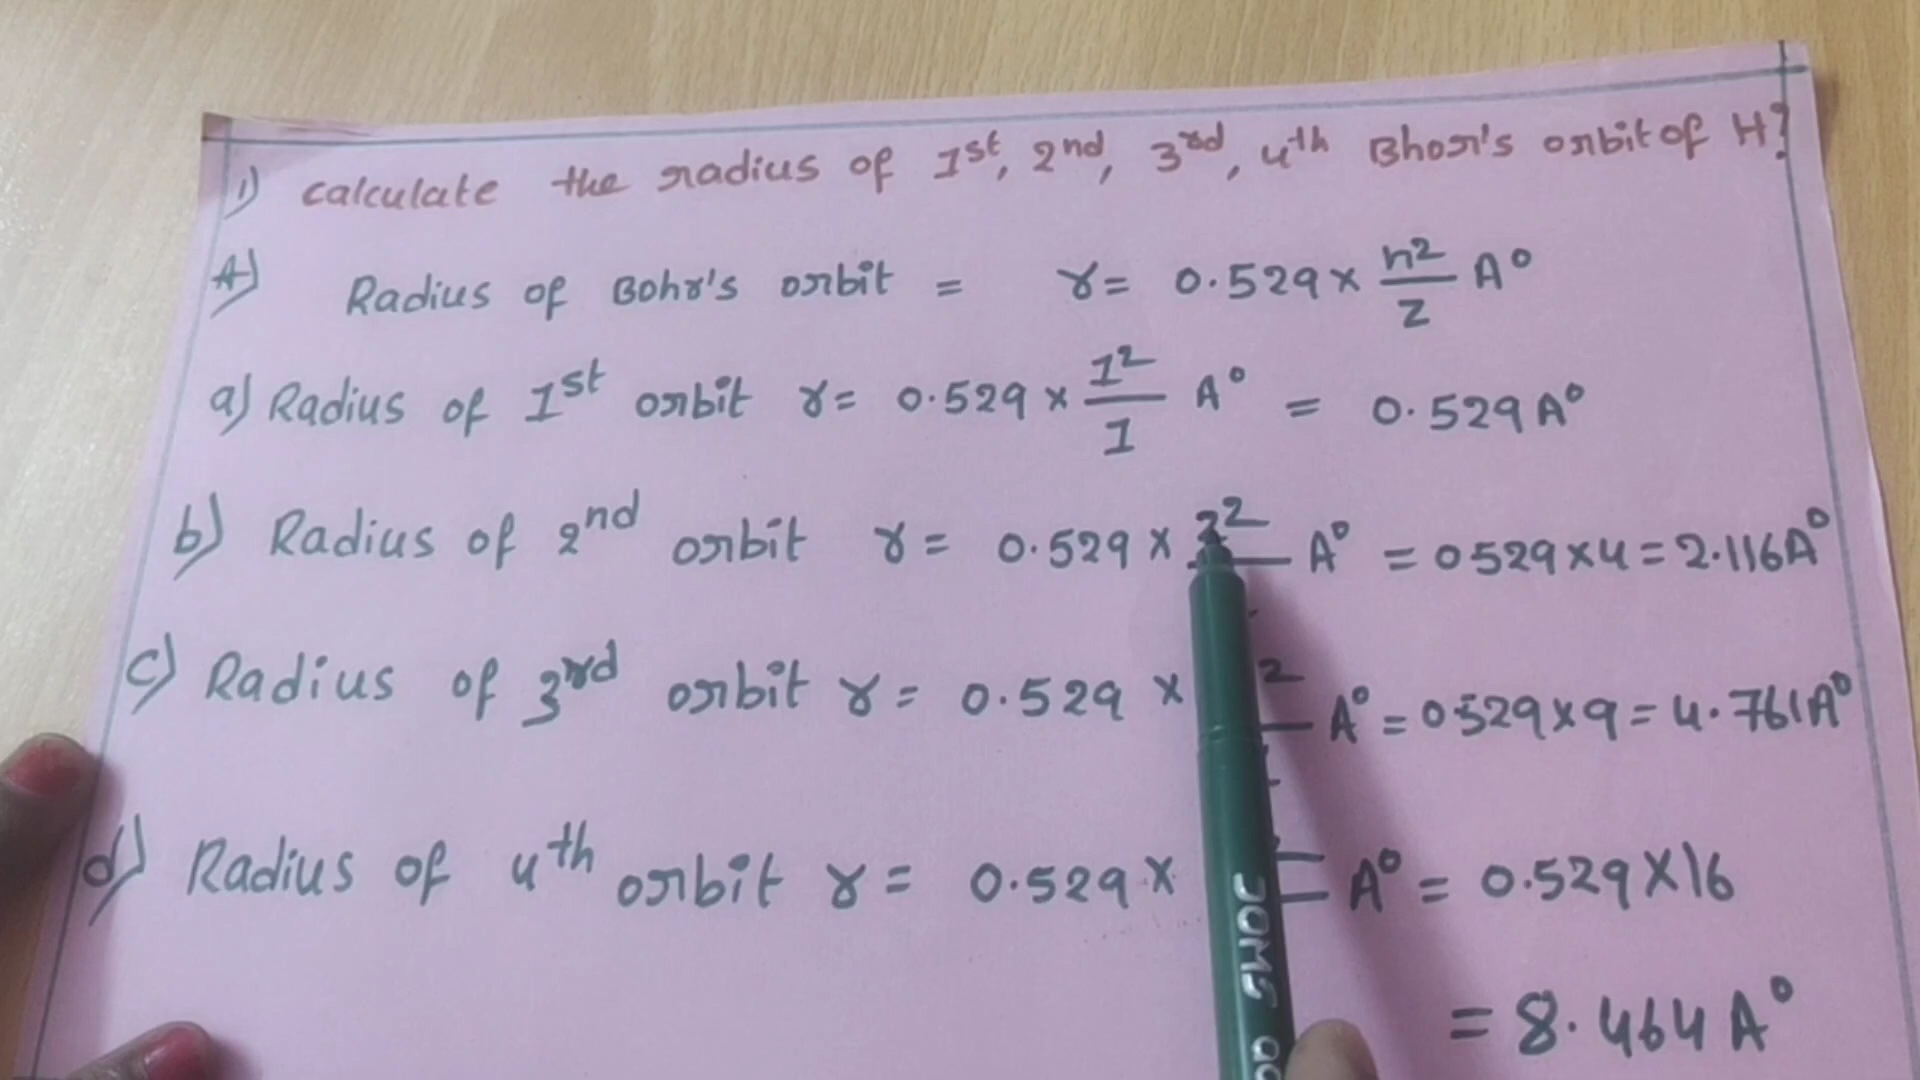 1) calculate the radius of 1st, 2nd, 3rd, 4th Bhor's orbit of H?
A) Radius of Bohr's orbit = r = 0.529 × n²/Z A°
a) Radius of 1st orbit r = 0.529 × 1²/1 A° = 0.529 A°
b) Radius of 2nd orbit r = 0.529 × 2²/ A° = 0 529 × 4 = 2.116 A°
c) Radius of 3rd orbit r = 0.529 × ²/ A° = 0.529 × 9 = 4.761 A°
d) Radius of 4th orbit r = 0.529 × A° = 0.529 × 16
= 8.464 A°
JOMS